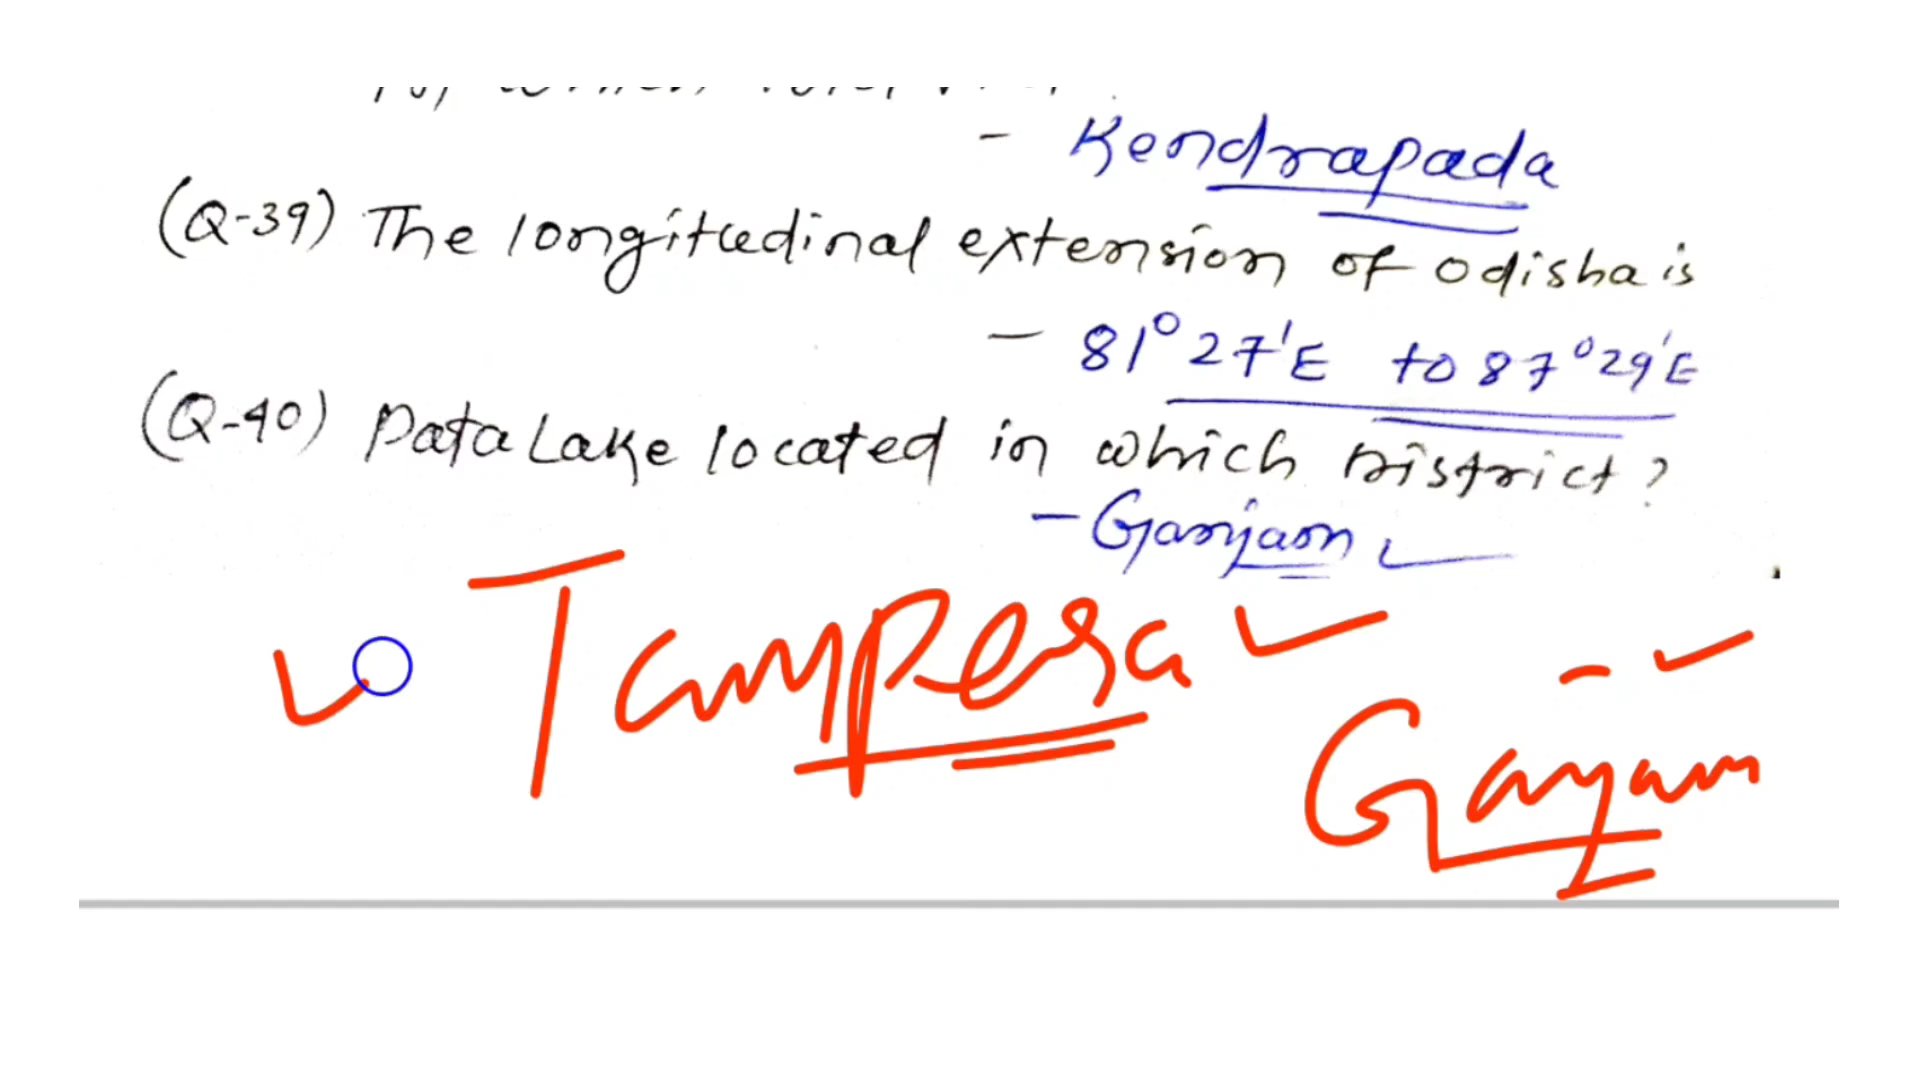 - Kendrapada
(Q-39) The longitudinal extension of odisha is
- 81°27'E to 87°29'E
(Q-40) Pata Lake located in which District?
- Ganjam
Tampara
Ganjam